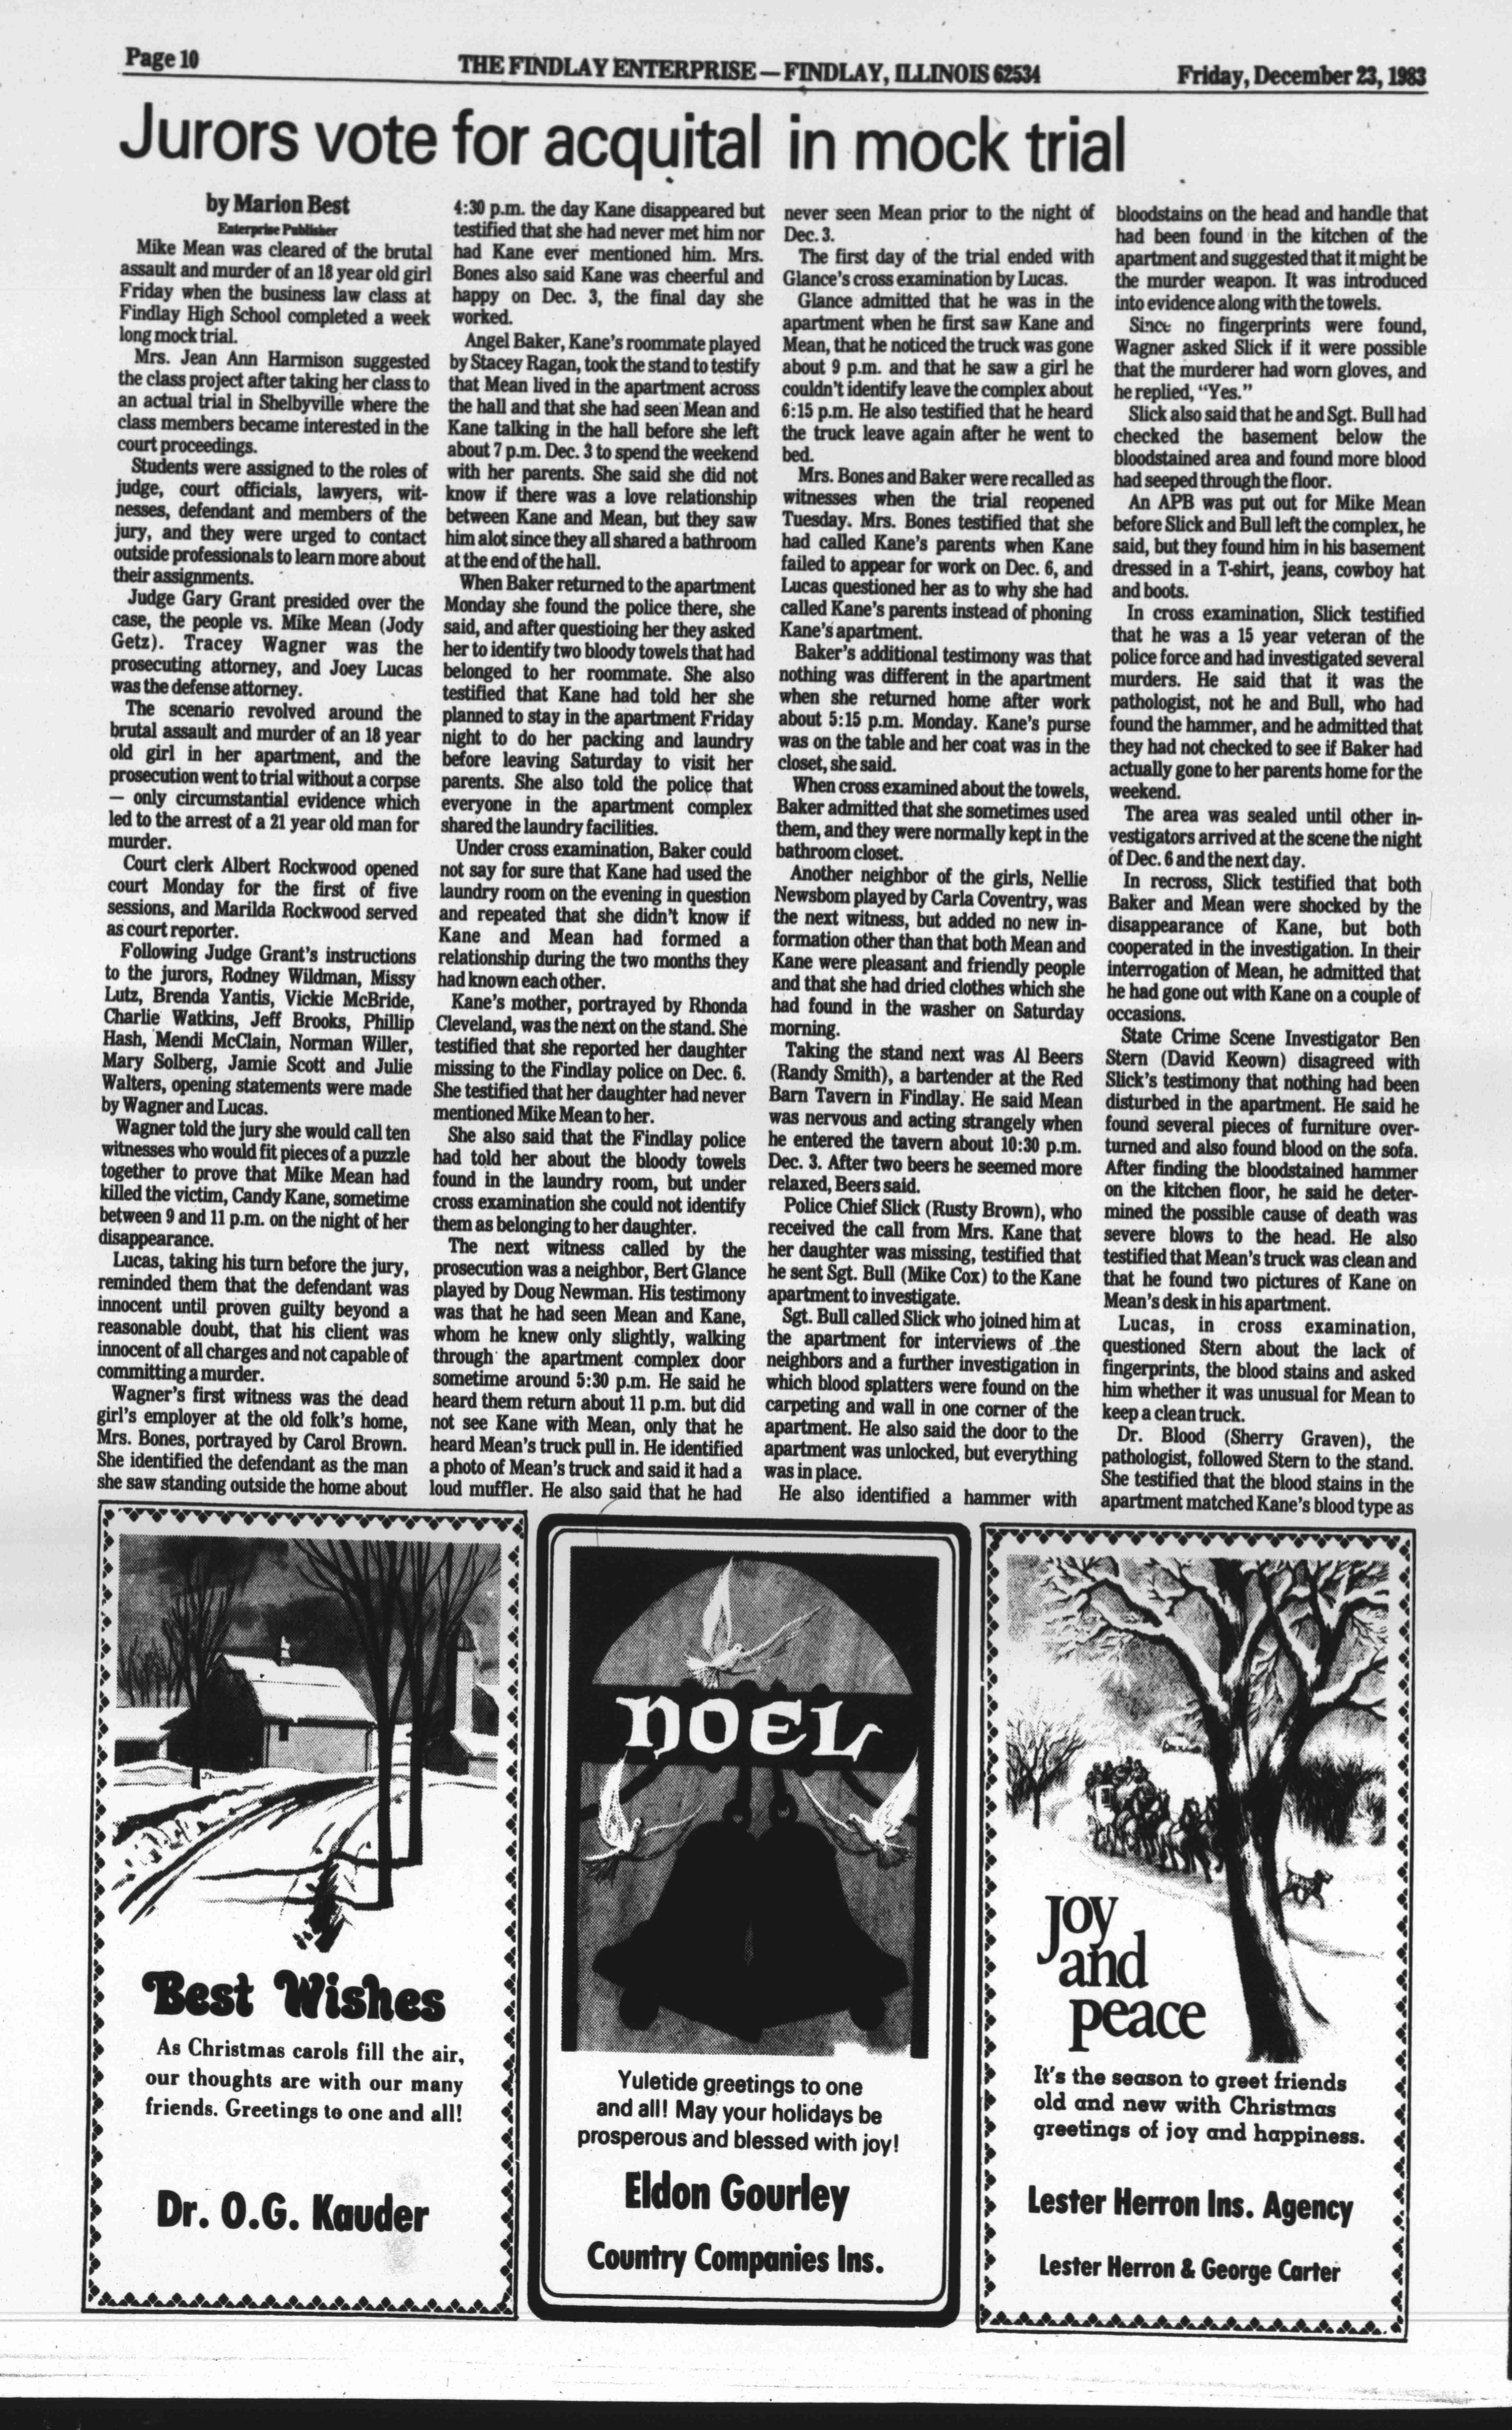 Page 10
THE FINDLAY ENTERPRISE — FINDLAY, ILLINOIS 62534
Friday, December 23, 1983
Jurors vote for acquital in mock trial
by Marion Best
Enterprise Publisher
Mike Mean was cleared of the brutal
assault and murder of an 18 year old girl
Friday when the business law class at
Findlay High School completed a week
long mock trial.
Mrs. Jean Ann Harmison suggested
the class project after taking her class to
an actual trial in Shelbyville where the
class members became interested in the
court proceedings.
Students were assigned to the roles of
judge, court officials, lawyers, wit-
nesses, defendant and members of the
jury, and they were urged to contact
outside professionals to learn more about
their assignments.
Judge Gary Grant presided over the
case, the people vs. Mike Mean (Jody
Getz). Tracey Wagner was the
prosecuting attorney, and Joey Lucas
was the defense attorney.
The scenario revolved around the
brutal assault and murder of an 18 year
old girl in her apartment, and the
prosecution went to trial without a corpse
— only circumstantial evidence which
led to the arrest of a 21 year old man for
murder.
Court clerk Albert Rockwood opened
court Monday for the first of five
sessions, and Marilda Rockwood served
as court reporter.
Following Judge Grant's instructions
to the jurors, Rodney Wildman, Missy
Lutz, Brenda Yantis, Vickie McBride,
Charlie Watkins, Jeff Brooks, Phillip
Hash, Mendi McClain, Norman Willer,
Mary Solberg, Jamie Scott and Julie
Walters, opening statements were made
by Wagner and Lucas.
Wagner told the jury she would call ten
witnesses who would fit pieces of a puzzle
together to prove that Mike Mean had
killed the victim, Candy Kane, sometime
between 9 and 11 p.m. on the night of her
disappearance.
Lucas, taking his turn before the jury,
reminded them that the defendant was
innocent until proven guilty beyond a
reasonable doubt, that his client was
innocent of all charges and not capable of
committing a murder.
Wagner's first witness was the dead
girl's employer at the old folk's home,
Mrs. Bones, portrayed by Carol Brown.
She identified the defendant as the man
she saw standing outside the home about
4:30 p.m. the day Kane disappeared but
testified that she had never met him nor
had Kane ever mentioned him. Mrs.
Bones also said Kane was cheerful and
happy on Dec. 3, the final day she
worked.
Angel Baker, Kane's roommate played
by Stacey Ragan, took the stand to testify
that Mean lived in the apartment across
the hall and that she had seen Mean and
Kane talking in the hall before she left
about 7 p.m. Dec. 3 to spend the weekend
with her parents. She said she did not
know if there was a love relationship
between Kane and Mean, but they saw
him alot since they all shared a bathroom
at the end of the hall.
When Baker returned to the apartment
Monday she found the police there, she
said, and after questioing her they asked
her to identify two bloody towels that had
belonged to her roommate. She also
testified that Kane had told her she
planned to stay in the apartment Friday
night to do her packing and laundry
before leaving Saturday to visit her
parents. She also told the police that
everyone in the apartment complex
shared the laundry facilities.
Under cross examination, Baker could
not say for sure that Kane had used the
laundry room on the evening in question
and repeated that she didn't know if
Kane and Mean had formed a
relationship during the two months they
had known each other.
Kane's mother, portrayed by Rhonda
Cleveland, was the next on the stand. She
testified that she reported her daughter
missing to the Findlay police on Dec. 6.
She testified that her daughter had never
mentioned Mike Mean to her.
She also said that the Findlay police
had told her about the bloody towels
found in the laundry room, but under
cross examination she could not identify
them as belonging to her daughter.
The next witness called by the
prosecution was a neighbor, Bert Glance
played by Doug Newman. His testimony
was that he had seen Mean and Kane,
whom he knew only slightly, walking
through the apartment complex door
sometime around 5:30 p.m. He said he
heard them return about 11 p.m. but did
not see Kane with Mean, only that he
heard Mean's truck pull in. He identified
a photo of Mean's truck and said it had a
loud muffler. He also said that he had
never seen Mean prior to the night of
Dec. 3.
The first day of the trial ended with
Glance's cross examination by Lucas.
Glance admitted that he was in the
apartment when he first saw Kane and
Mean, that he noticed the truck was gone
about 9 p.m. and that he saw a girl he
couldn't identify leave the complex about
6:15 p.m. He also testified that he heard
the truck leave again after he went to
bed.
Mrs. Bones and Baker were recalled as
witnesses when the trial reopened
Tuesday. Mrs. Bones testified that she
had called Kane's parents when Kane
failed to appear for work on Dec. 6, and
Lucas questioned her as to why she had
called Kane's parents instead of phoning
Kane's apartment.
Baker's additional testimony was that
nothing was different in the apartment
when she returned home after work
about 5:15 p.m. Monday. Kane's purse
was on the table and her coat was in the
closet, she said.
When cross examined about the towels,
Baker admitted that she sometimes used
them, and they were normally kept in the
bathroom closet.
Another neighbor of the girls, Nellie
Newsbom played by Carla Coventry, was
the next witness, but added no new in-
formation other than that both Mean and
Kane were pleasant and friendly people
and that she had dried clothes which she
had found in the washer on Saturday
morning.
Taking the stand next was Al Beers
(Randy Smith), a bartender at the Red
Barn Tavern in Findlay. He said Mean
was nervous and acting strangely when
he entered the tavern about 10:30 p.m.
Dec. 3. After two beers he seemed more
relaxed, Beers said.
Police Chief Slick (Rusty Brown), who
received the call from Mrs. Kane that
her daughter was missing, testified that
he sent Sgt. Bull (Mike Cox) to the Kane
apartment to investigate.
Sgt. Bull called Slick who joined him at
the apartment for interviews of the
neighbors and a further investigation in
which blood splatters were found on the
carpeting and wall in one corner of the
apartment. He also said the door to the
apartment was unlocked, but everything
was in place.
He also identified a hammer with
bloodstains on the head and handle that
had been found in the kitchen of the
apartment and suggested that it might be
the murder weapon. It was introduced
into evidence along with the towels.
Since no fingerprints were found,
Wagner asked Slick if it were possible
that the murderer had worn gloves, and
he replied, "Yes."
Slick also said that he and Sgt. Bull had
checked the basement below the
bloodstained area and found more blood
had seeped through the floor.
An APB was put out for Mike Mean
before Slick and Bull left the complex, he
said, but they found him in his basement
dressed in a T-shirt, jeans, cowboy hat
and boots.
In cross examination, Slick testified
that he was a 15 year veteran of the
police force and had investigated several
murders. He said that it was the
pathologist, not he and Bull, who had
found the hammer, and he admitted that
they had not checked to see if Baker had
actually gone to her parents home for the
weekend.
The area was sealed until other in-
vestigators arrived at the scene the night
of Dec. 6 and the next day.
In recross, Slick testified that both
Baker and Mean were shocked by the
disappearance of Kane, but both
cooperated in the investigation. In their
interrogation of Mean, he admitted that
he had gone out with Kane on a couple of
occasions.
State Crime Scene Investigator Ben
Stern (David Keown) disagreed with
Slick's testimony that nothing had been
disturbed in the apartment. He said he
found several pieces of furniture over-
turned and also found blood on the sofa.
After finding the bloodstained hammer
on the kitchen floor, he said he deter-
mined the possible cause of death was
severe blows to the head. He also
testified that Mean's truck was clean and
that he found two pictures of Kane on
Mean's desk in his apartment.
Lucas, in cross examination,
questioned Stern about the lack of
fingerprints, the blood stains and asked
him whether it was unusual for Mean to
keep a clean truck.
Dr. Blood (Sherry Graven), the
pathologist, followed Stern to the stand.
She testified that the blood stains in the
apartment matched Kane's blood type as
Best Wishes
As Christmas carols fill the air,
our thoughts are with our many
friends. Greetings to one and all!
Dr. O.G. Kauder
NOEL
Yuletide greetings to one
and all! May your holidays be
prosperous and blessed with joy!
Eldon Gourley
Country Companies Ins.
Joy
and
peace
It's the season to greet friends
old and new with Christmas
greetings of joy and happiness.
Lester Herron Ins. Agency
Lester Herron & George Carter